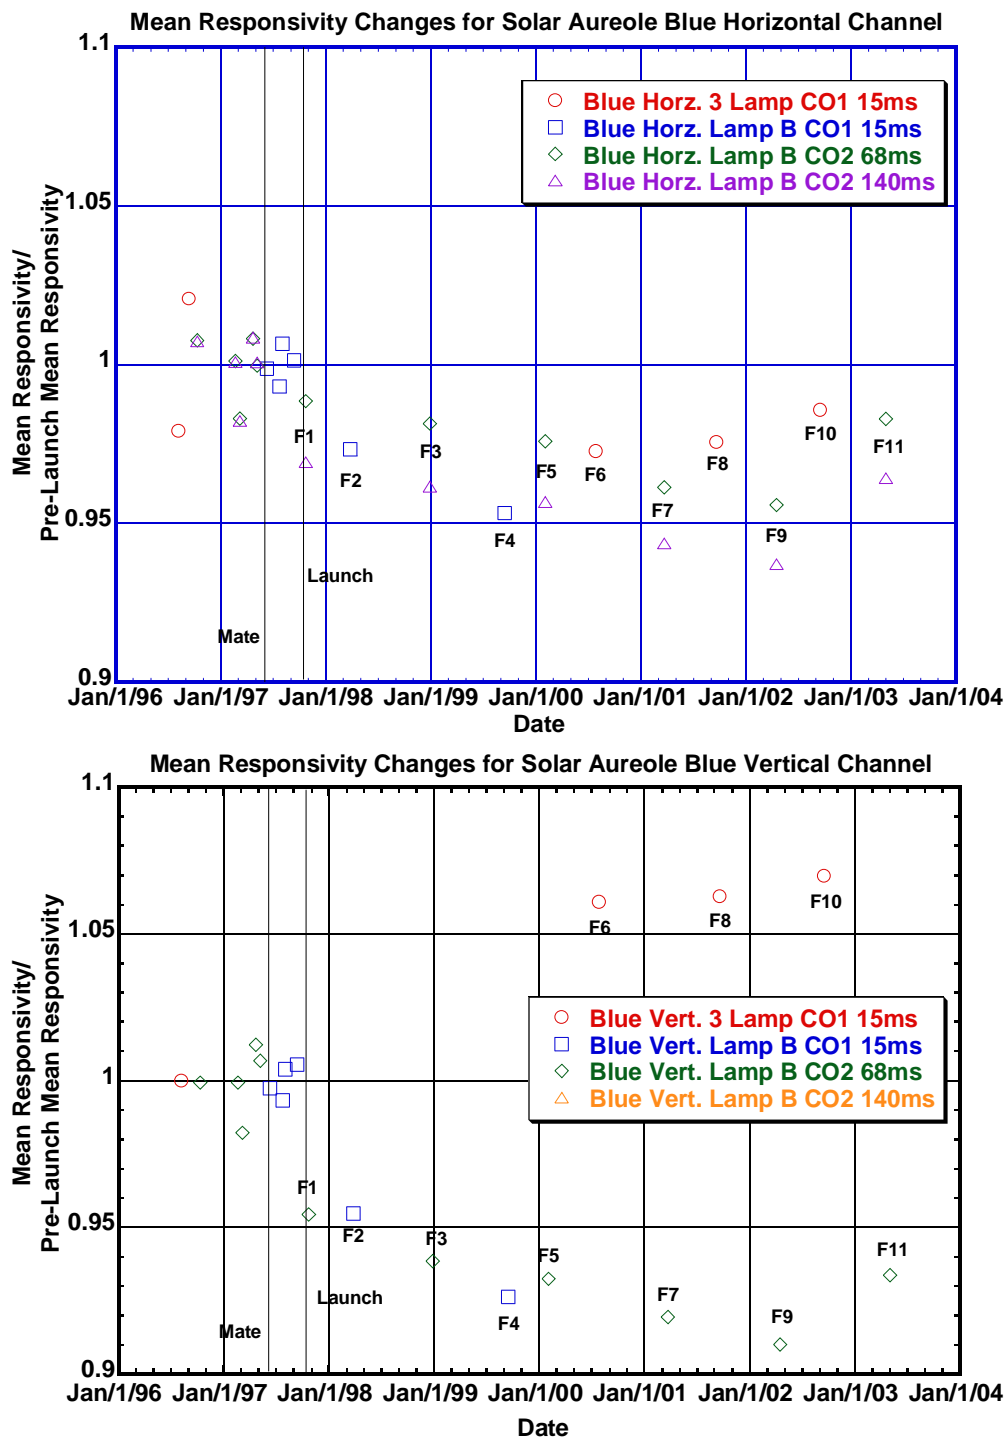 Mean Responsivity Changes for Solar Aureole Blue Horizontal Channel
1.1
Blue Horz. 3 Lamp CO1 15ms
Blue Horz. Lamp B CO1 15ms
Blue Horz. Lamp B CO2 68ms
Blue Horz. Lamp B CO2 140ms
Mean Responsivity/
Pre-Launch Mean Responsivity
1.05
1
F1
F2
F3
F4
F5
F6
F7
F8
F9
F10
F11
0.95
Launch
Mate
0.9
Jan/1/96 Jan/1/97 Jan/1/98 Jan/1/99 Jan/1/00 Jan/1/01 Jan/1/02 Jan/1/03 Jan/1/04
Date
Mean Responsivity Changes for Solar Aureole Blue Vertical Channel
1.1
Mean Responsivity/
Pre-Launch Mean Responsivity
F6
F8
F10
1.05
Blue Vert. 3 Lamp CO1 15ms
Blue Vert. Lamp B CO1 15ms
Blue Vert. Lamp B CO2 68ms
Blue Vert. Lamp B CO2 140ms
1
F1
F2
F3
F4
F5
F7
F9
F11
0.95
Launch
Mate
0.9
Jan/1/96 Jan/1/97 Jan/1/98 Jan/1/99 Jan/1/00 Jan/1/01 Jan/1/02 Jan/1/03 Jan/1/04
Date